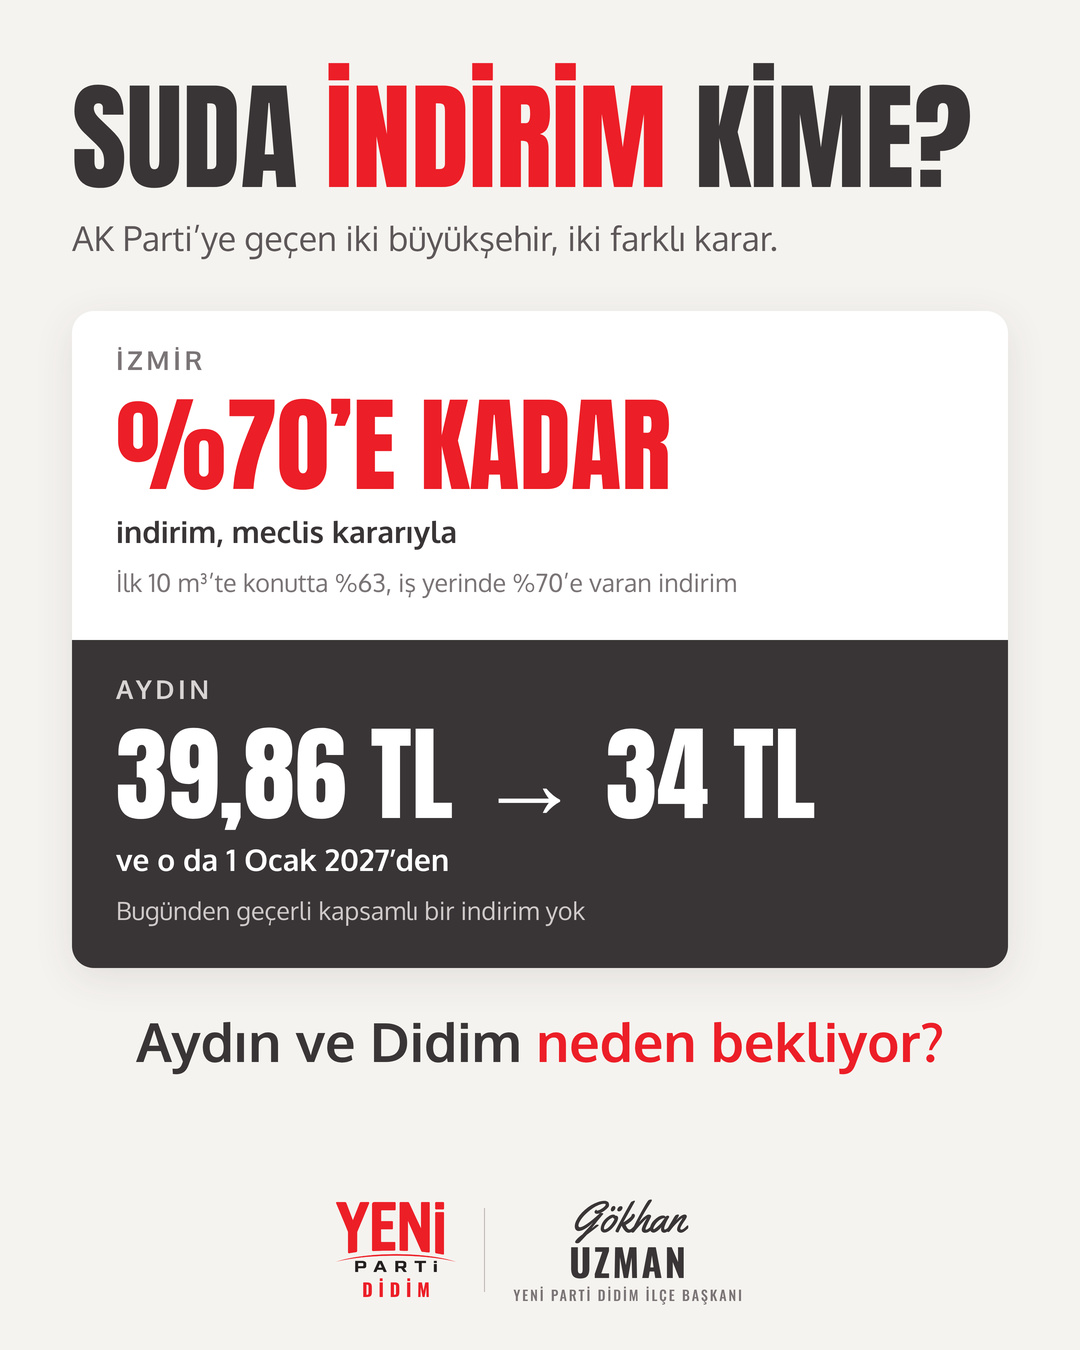 SUDA İNDİRİM KİME?
AK Parti’ye geçen iki büyükşehir, iki farklı karar.
İZMİR
%70’E KADAR
indirim, meclis kararıyla
İlk 10 m³’te konutta %63, iş yerinde %70’e varan indirim
AYDIN
39,86 TL → 34 TL
ve o da 1 Ocak 2027’den
Bugünden geçerli kapsamlı bir indirim yok
Aydın ve Didim neden bekliyor?
YENİ
PARTİ
DİDİM
Gökhan
UZMAN
YENİ PARTİ DİDİM İLÇE BAŞKANI